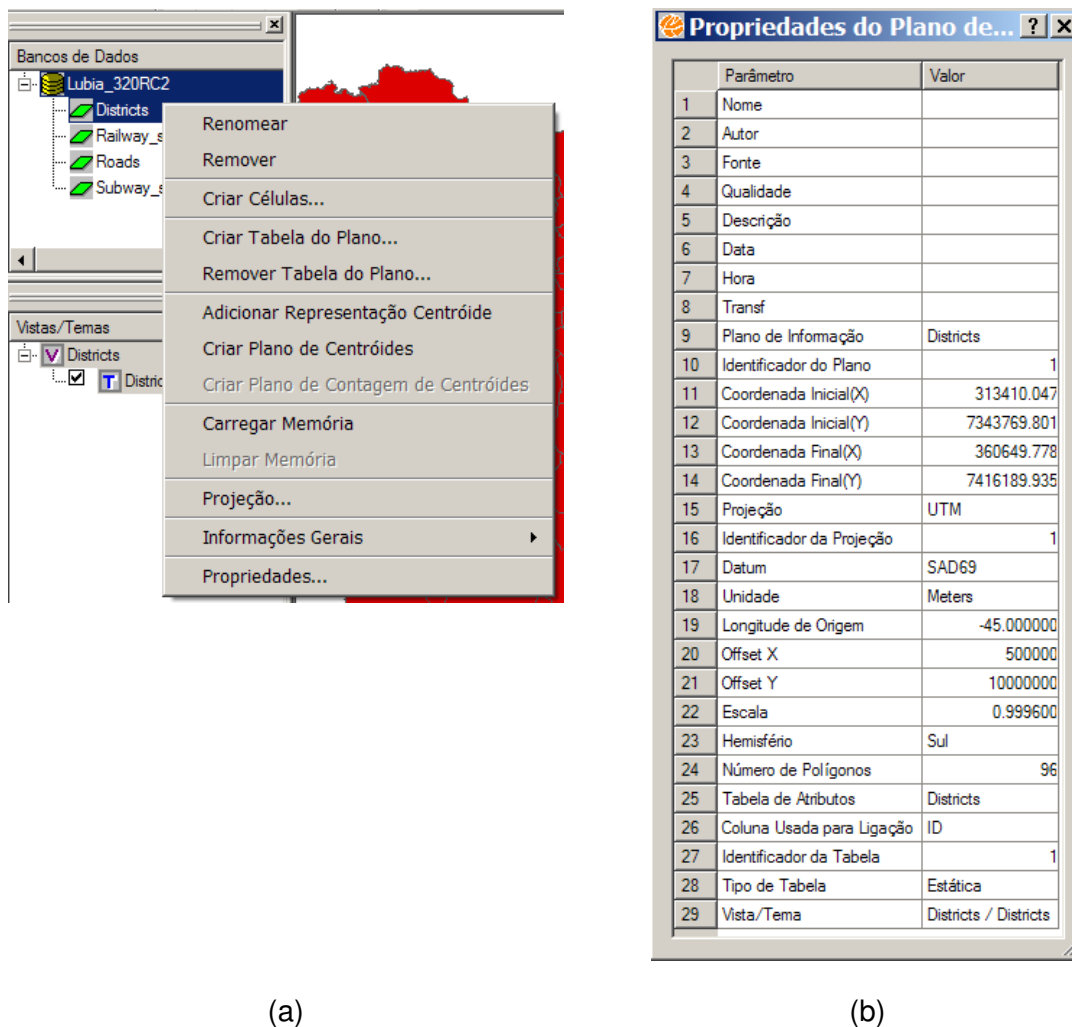 Bancos de Dados
Lubia_320RC2
Districts
Railway_s
Roads
Subway_s
Vistas/Temas
Districts
Distric
Renomear
Remover
Criar Células...
Criar Tabela do Plano...
Remover Tabela do Plano...
Adicionar Representação Centróide
Criar Plano de Centróides
Criar Plano de Contagem de Centróides
Carregar Memória
Limpar Memória
Projeção...
Informações Gerais
Propriedades...
(a)
Propriedades do Plano de...
Parâmetro Valor
1 Nome
2 Autor
3 Fonte
4 Qualidade
5 Descrição
6 Data
7 Hora
8 Transf
9 Plano de Informação Districts
10 Identificador do Plano 1
11 Coordenada Inicial(X) 313410.047
12 Coordenada Inicial(Y) 7343769.801
13 Coordenada Final(X) 360649.778
14 Coordenada Final(Y) 7416189.935
15 Projeção UTM
16 Identificador da Projeção 1
17 Datum SAD69
18 Unidade Meters
19 Longitude de Origem -45.000000
20 Offset X 500000
21 Offset Y 10000000
22 Escala 0.999600
23 Hemisfério Sul
24 Número de Polígonos 96
25 Tabela de Atributos Districts
26 Coluna Usada para Ligação ID
27 Identificador da Tabela 1
28 Tipo de Tabela Estática
29 Vista/Tema Districts / Districts
(b)